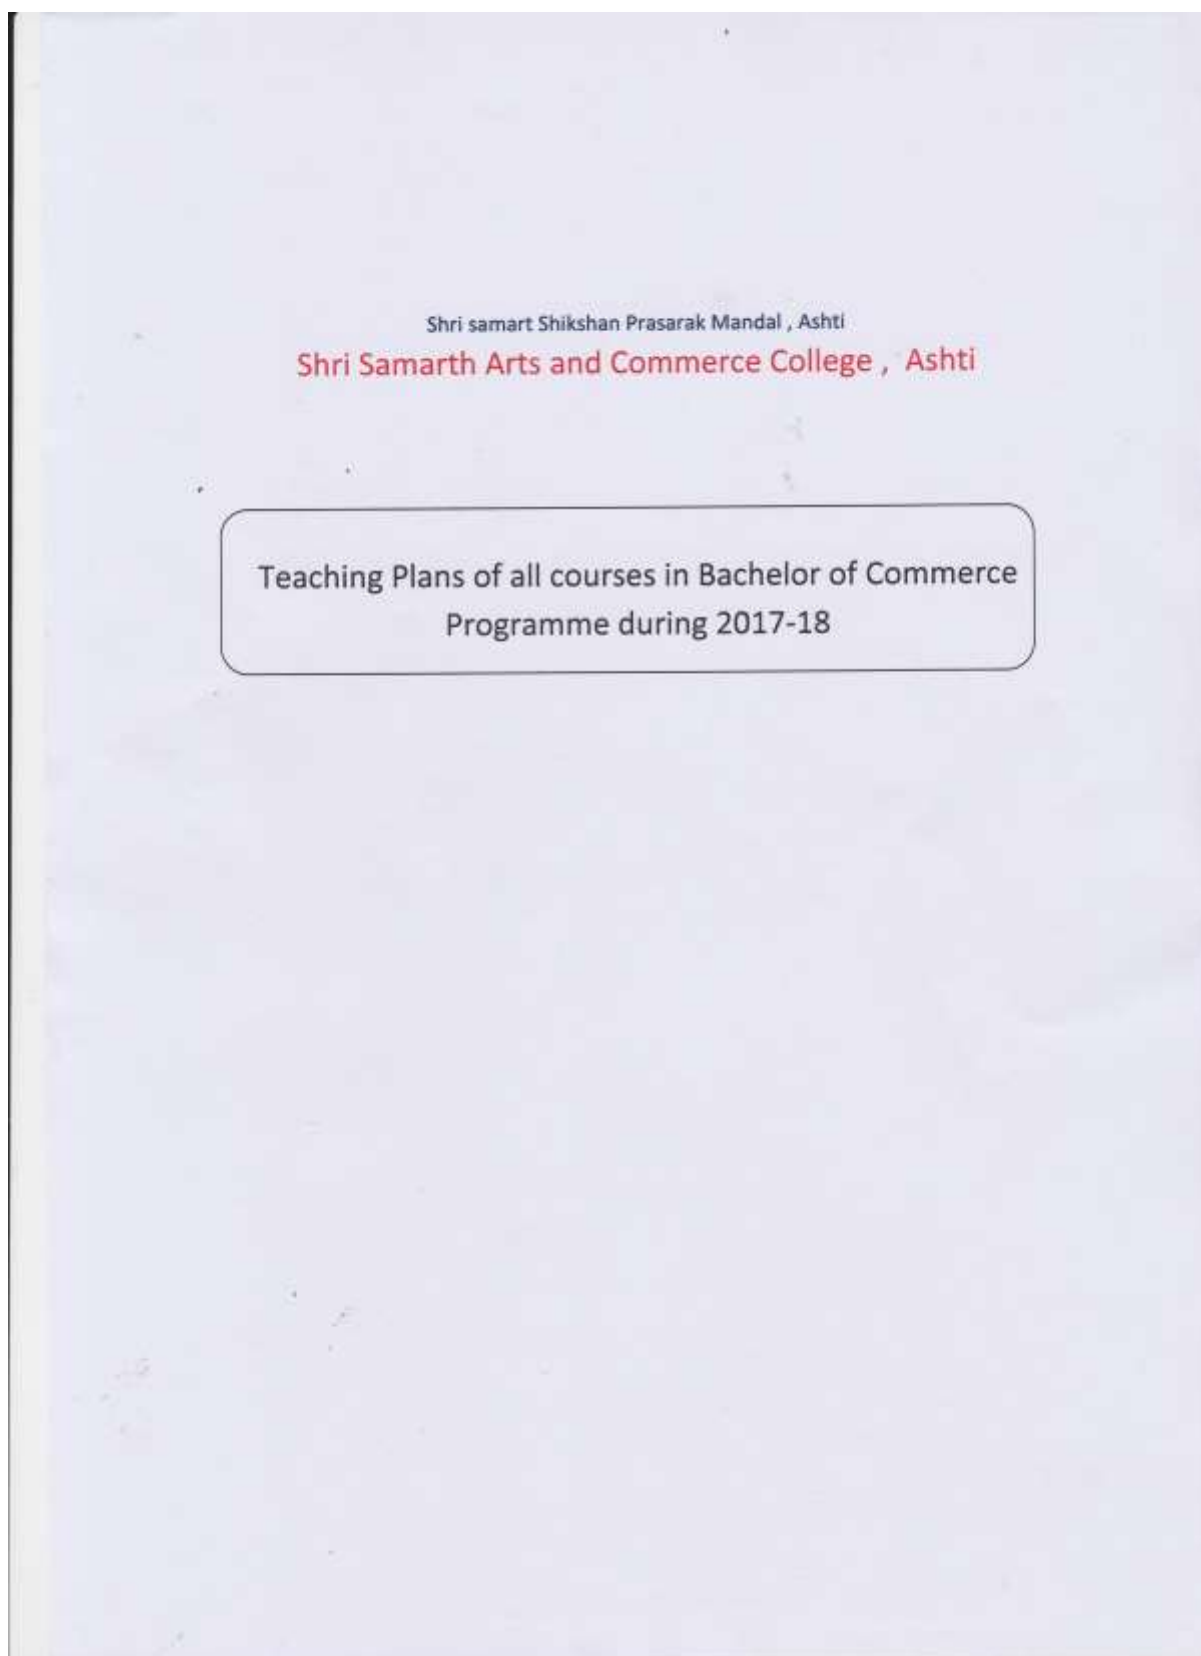 Shri samart Shikshan Prasarak Mandal , Ashti
Shri Samarth Arts and Commerce College , Ashti
Teaching Plans of all courses in Bachelor of Commerce
Programme during 2017-18